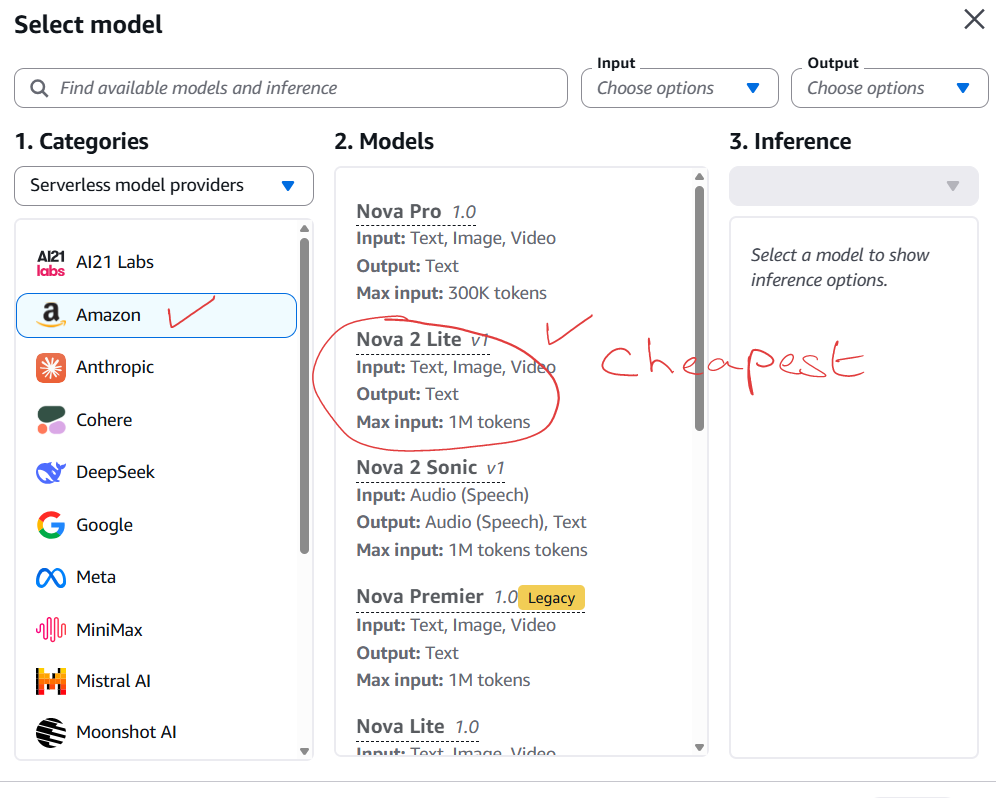 Select model
Find available models and inference
Input
Choose options
Output
Choose options
1. Categories
Serverless model providers
AI21 labs
AI21 Labs
a
Amazon
Anthropic
Cohere
DeepSeek
Google
Meta
MiniMax
Mistral AI
Moonshot AI
2. Models
Nova Pro 1.0
Input: Text, Image, Video
Output: Text
Max input: 300K tokens
Nova 2 Lite v1
Input: Text, Image, Video
Output: Text
Max input: 1M tokens
cheapest
Nova 2 Sonic v1
Input: Audio (Speech)
Output: Audio (Speech), Text
Max input: 1M tokens tokens
Nova Premier 1.0 Legacy
Input: Text, Image, Video
Output: Text
Max input: 1M tokens
Nova Lite 1.0
Input: Text, Image, Video
3. Inference
Select a model to show
inference options.